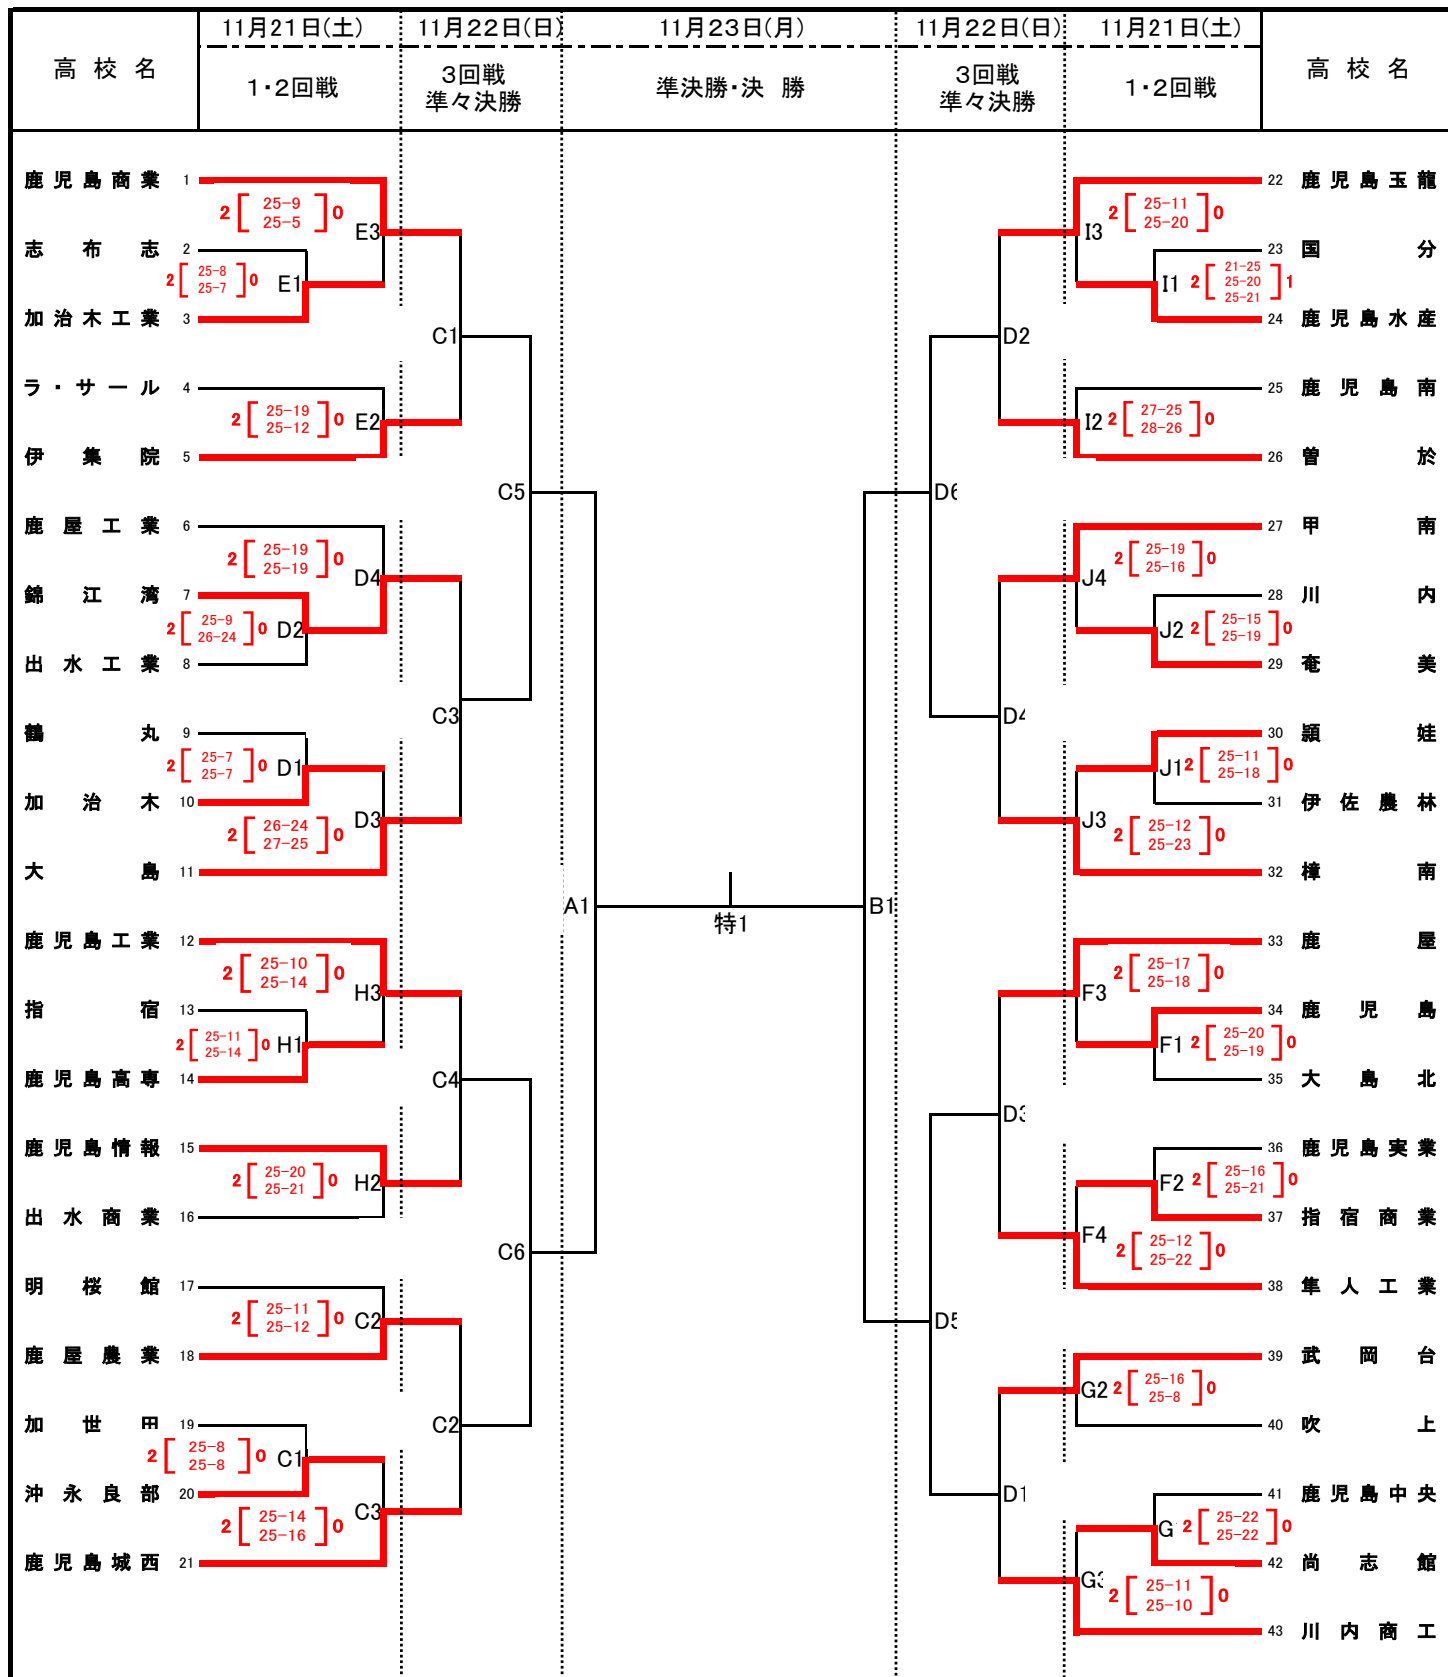 高校名 11月21日(土) 11月22日(日) 11月23日(月) 11月22日(日) 11月21日(土) 高校名
1・2回戦 3回戦 準決勝・決 勝 3回戦 1・2回戦
準々決勝 準々決勝
鹿児島商業 1
2 [ 25-9 ] 0
25-5
E3
志布志 2
2 [ 25-8 ] 0
25-7
E1
加治木工業 3
C1
ラ・サール 4
2 [ 25-19 ] 0
25-12
E2
伊集院 5
C5
鹿屋工業 6
2 [ 25-19 ] 0
25-19
D4
錦江湾 7
2 [ 25-9 ] 0
26-24
D2
出水工業 8
C3
鶴丸 9
2 [ 25-7 ] 0
25-7
D1
加治木 10
2 [ 26-24 ] 0
27-25
D3
大島 11
A1
特1
B1
鹿児島工業 12
2 [ 25-10 ] 0
25-14
H3
指宿 13
2 [ 25-11 ] 0
25-14
H1
鹿児島高専 14
C4
鹿児島情報 15
2 [ 25-20 ] 0
25-21
H2
出水商業 16
C6
明桜館 17
2 [ 25-11 ] 0
25-12
C2
鹿屋農業 18
C2
加世田 19
2 [ 25-8 ] 0
25-8
C1
沖永良部 20
2 [ 25-14 ] 0
25-16
C3
鹿児島城西 21
22 鹿児島玉龍
I3
2 [ 25-11 ] 0
25-20
23 国分
I1
2 [ 21-25 ] 1
25-20
25-21
24 鹿児島水産
D2
25 鹿児島南
I2
2 [ 27-25 ] 0
28-26
26 曽於
D6
27 甲南
J4
2 [ 25-19 ] 0
25-16
28 川内
J2
2 [ 25-15 ] 0
25-19
29 奄美
D4
30 頴娃
J1
2 [ 25-11 ] 0
25-18
31 伊佐農林
J3
2 [ 25-12 ] 0
25-23
32 樟南
33 鹿屋
F3
2 [ 25-17 ] 0
25-18
34 鹿児島
F1
2 [ 25-20 ] 0
25-19
35 大島北
D3
36 鹿児島実業
F2
2 [ 25-16 ] 0
25-21
37 指宿商業
F4
2 [ 25-12 ] 0
25-22
38 隼人工業
D5
39 武岡台
G2
2 [ 25-16 ] 0
25-8
40 吹上
D1
41 鹿児島中央
G
2 [ 25-22 ] 0
25-22
42 尚志館
G3
2 [ 25-11 ] 0
25-10
43 川内商工